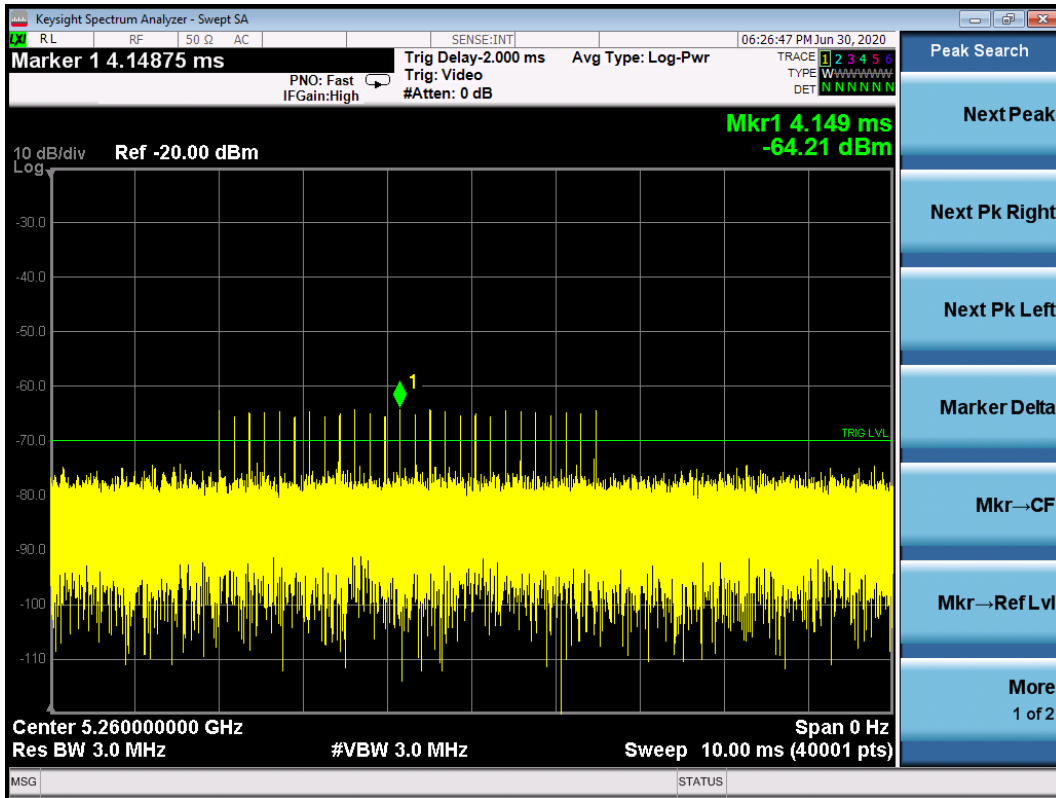 Keysight Spectrum Analyzer - Swept SA
LXI RL RF 50 Ω AC SENSE:INT 06:26:47 PM Jun 30, 2020
Marker 1 4.14875 ms
PNO: Fast
IFGain:High
Trig Delay-2.000 ms
Trig: Video
#Atten: 0 dB
Avg Type: Log-Pwr
TRACE 1 2 3 4 5 6
TYPE WWWWWW
DET N N N N N N
Mkr1 4.149 ms
-64.21 dBm
10 dB/div Ref -20.00 dBm
Log
-30.0
-40.0
-50.0
-60.0
1
-70.0
TRIG LVL
-80.0
-90.0
-100
-110
Center 5.260000000 GHz Span 0 Hz
Res BW 3.0 MHz #VBW 3.0 MHz Sweep 10.00 ms (40001 pts)
MSG STATUS
Peak Search
Next Peak
Next Pk Right
Next Pk Left
Marker Delta
Mkr→CF
Mkr→Ref Lvl
More
1 of 2